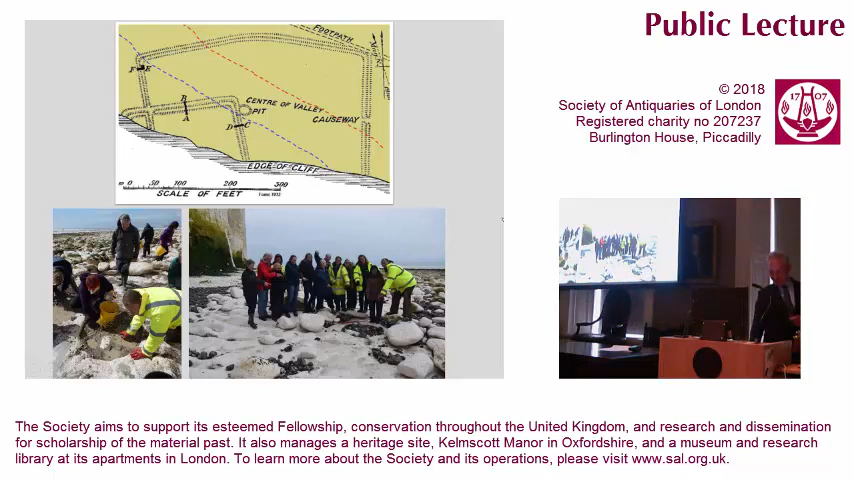 Public Lecture
© 2018
Society of Antiquaries of London
Registered charity no 207237
Burlington House, Piccadilly
17 07
FOOTPATH
F E
B
A
CENTRE OF VALLEY
PIT
CAUSEWAY
D C
EDGE OF CLIFF
0 50 100 200 300
SCALE OF FEET
The Society aims to support its esteemed Fellowship, conservation throughout the United Kingdom, and research and dissemination
for scholarship of the material past. It also manages a heritage site, Kelmscott Manor in Oxfordshire, and a museum and research
library at its apartments in London. To learn more about the Society and its operations, please visit www.sal.org.uk.